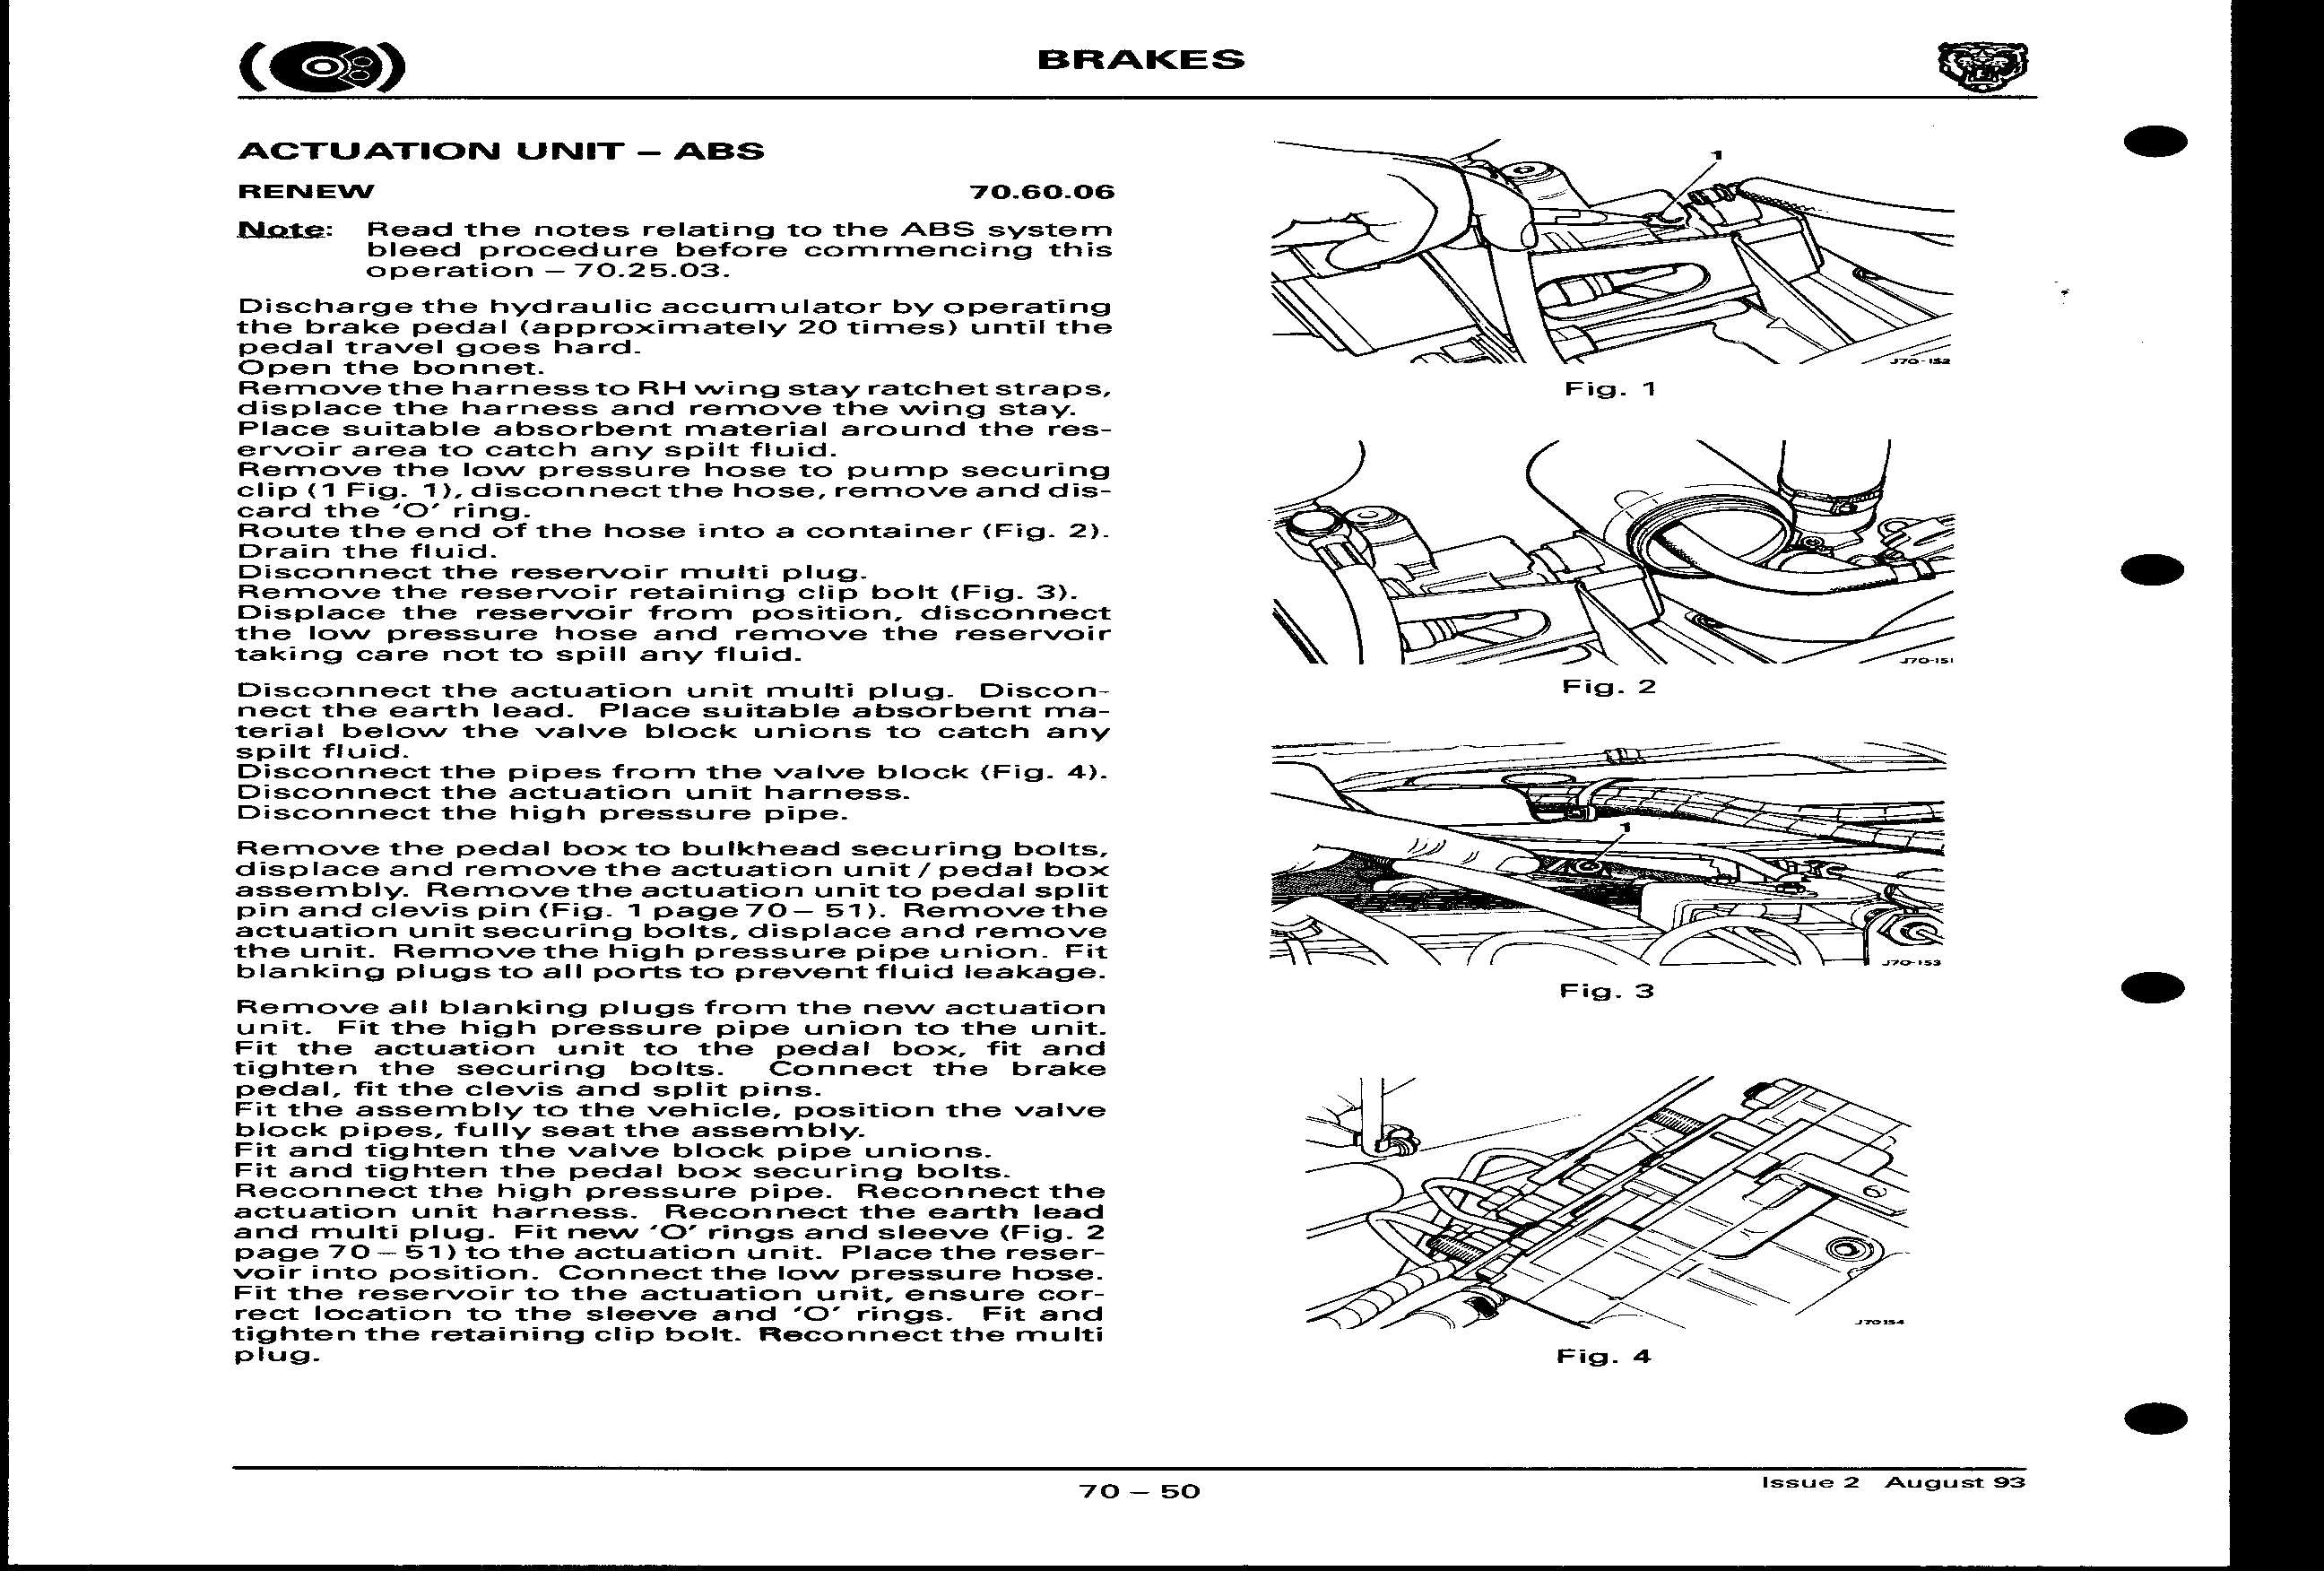 BRAKES
ACTUATION UNIT – ABS
RENEW 70.60.06
Note: Read the notes relating to the ABS system
bleed procedure before commencing this
operation – 70.25.03.
Discharge the hydraulic accumulator by operating
the brake pedal (approximately 20 times) until the
pedal travel goes hard.
Open the bonnet.
Remove the harness to RH wing stay ratchet straps,
displace the harness and remove the wing stay.
Place suitable absorbent material around the res-
ervoir area to catch any spilt fluid.
Remove the low pressure hose to pump securing
clip (1 Fig. 1), disconnect the hose, remove and dis-
card the ‘O’ ring.
Route the end of the hose into a container (Fig. 2).
Drain the fluid.
Disconnect the reservoir multi plug.
Remove the reservoir retaining clip bolt (Fig. 3).
Displace the reservoir from position, disconnect
the low pressure hose and remove the reservoir
taking care not to spill any fluid.
Disconnect the actuation unit multi plug. Discon-
nect the earth lead. Place suitable absorbent ma-
terial below the valve block unions to catch any
spilt fluid.
Disconnect the pipes from the valve block (Fig. 4).
Disconnect the actuation unit harness.
Disconnect the high pressure pipe.
Remove the pedal box to bulkhead securing bolts,
displace and remove the actuation unit / pedal box
assembly. Remove the actuation unit to pedal split
pin and clevis pin (Fig. 1 page 70 – 51). Remove the
actuation unit securing bolts, displace and remove
the unit. Remove the high pressure pipe union. Fit
blanking plugs to all ports to prevent fluid leakage.
Remove all blanking plugs from the new actuation
unit. Fit the high pressure pipe union to the unit.
Fit the actuation unit to the pedal box, fit and
tighten the securing bolts. Connect the brake
pedal, fit the clevis and split pins.
Fit the assembly to the vehicle, position the valve
block pipes, fully seat the assembly.
Fit and tighten the valve block pipe unions.
Fit and tighten the pedal box securing bolts.
Reconnect the high pressure pipe. Reconnect the
actuation unit harness. Reconnect the earth lead
and multi plug. Fit new ‘O’ rings and sleeve (Fig. 2
page 70 – 51) to the actuation unit. Place the reser-
voir into position. Connect the low pressure hose.
Fit the reservoir to the actuation unit, ensure cor-
rect location to the sleeve and ‘O’ rings. Fit and
tighten the retaining clip bolt. Reconnect the multi
plug.
1
J70-152
Fig. 1
J70-151
Fig. 2
1
J70-153
Fig. 3
J70154
Fig. 4
70 – 50
Issue 2 August 93